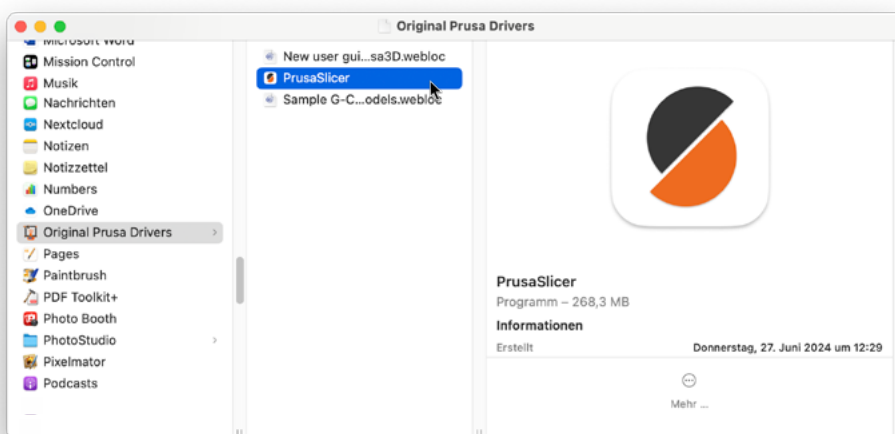 Original Prusa Drivers
Microsoft Word
Mission Control
Musik
Nachrichten
Nextcloud
Notizen
Notizzettel
Numbers
OneDrive
Original Prusa Drivers
Pages
Paintbrush
PDF Toolkit+
Photo Booth
PhotoStudio
Pixelmator
Podcasts
New user gui...sa3D.webloc
PrusaSlicer
Sample G-C...odels.webloc
PrusaSlicer
Programm – 268,3 MB
Informationen
Erstellt Donnerstag, 27. Juni 2024 um 12:29
Mehr ...